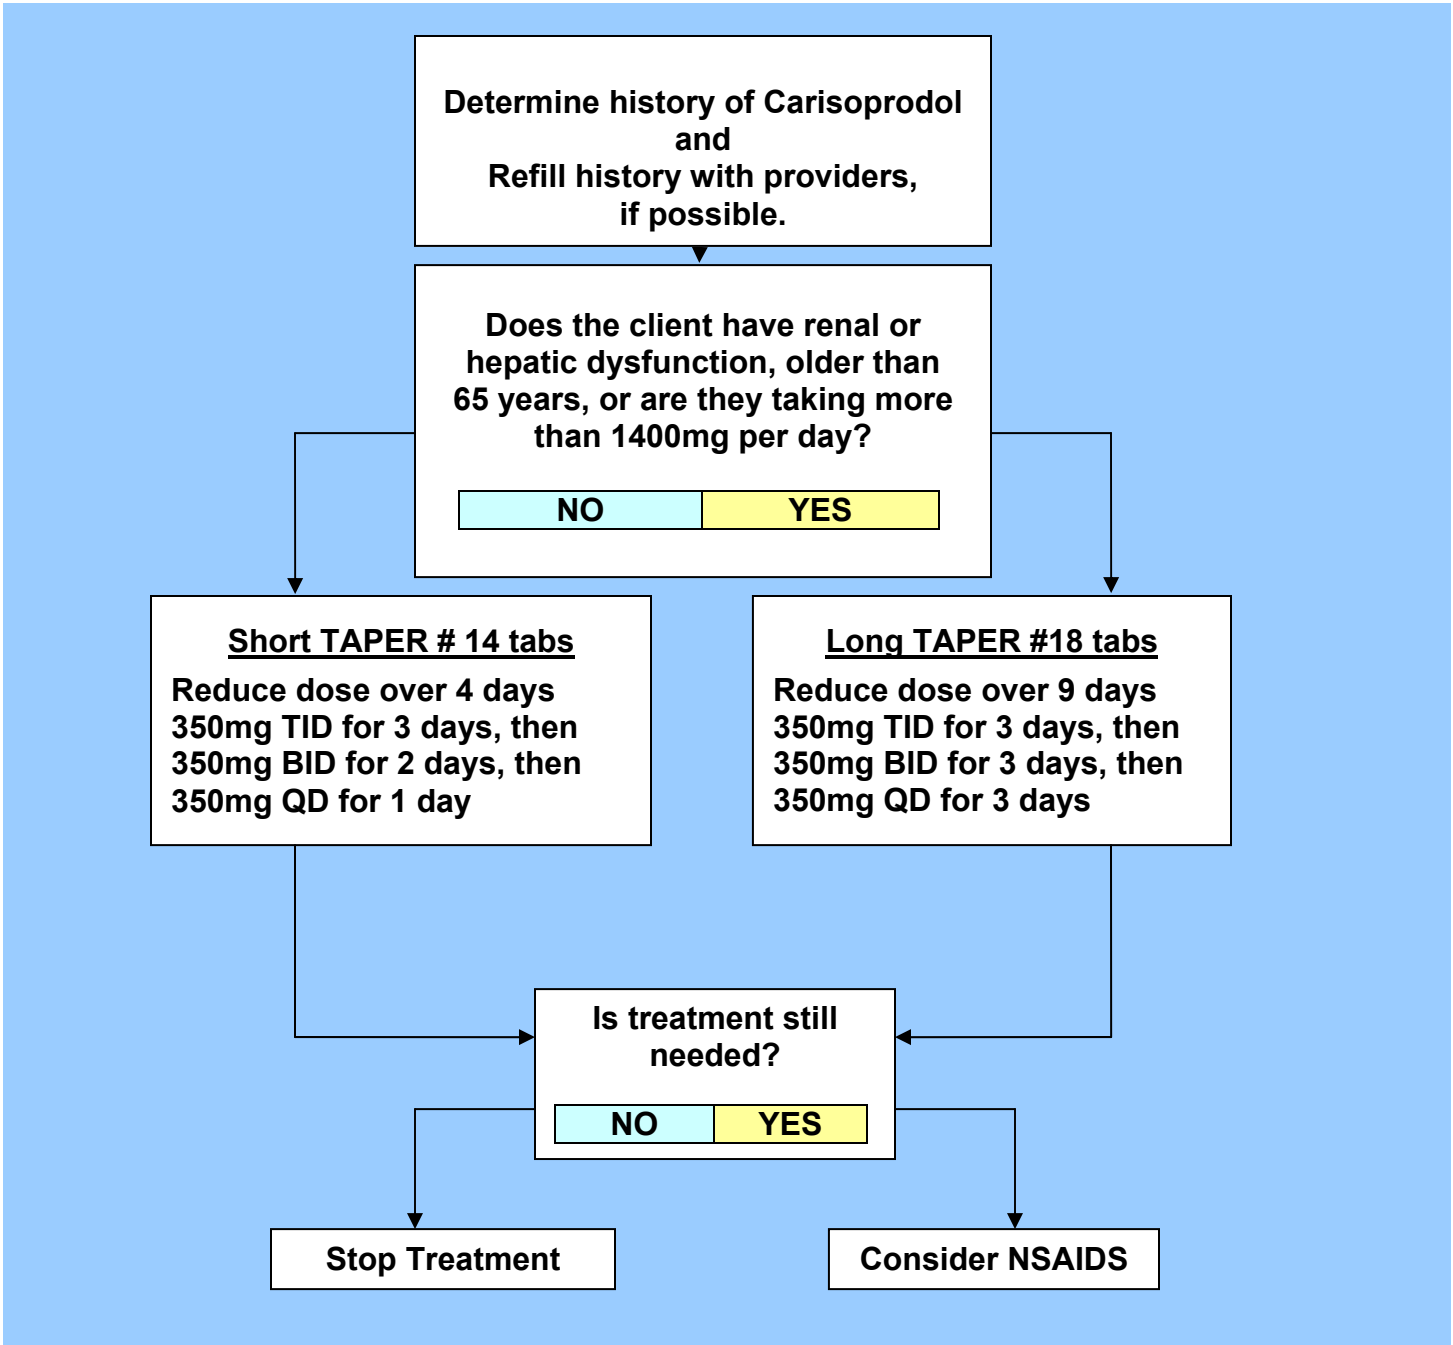 Determine history of Carisoprodol
and
Refill history with providers,
if possible.
Does the client have renal or
hepatic dysfunction, older than
65 years, or are they taking more
than 1400mg per day?
NO YES
Short TAPER # 14 tabs
Reduce dose over 4 days
350mg TID for 3 days, then
350mg BID for 2 days, then
350mg QD for 1 day
Long TAPER #18 tabs
Reduce dose over 9 days
350mg TID for 3 days, then
350mg BID for 3 days, then
350mg QD for 3 days
Is treatment still
needed?
NO YES
Stop Treatment
Consider NSAIDS